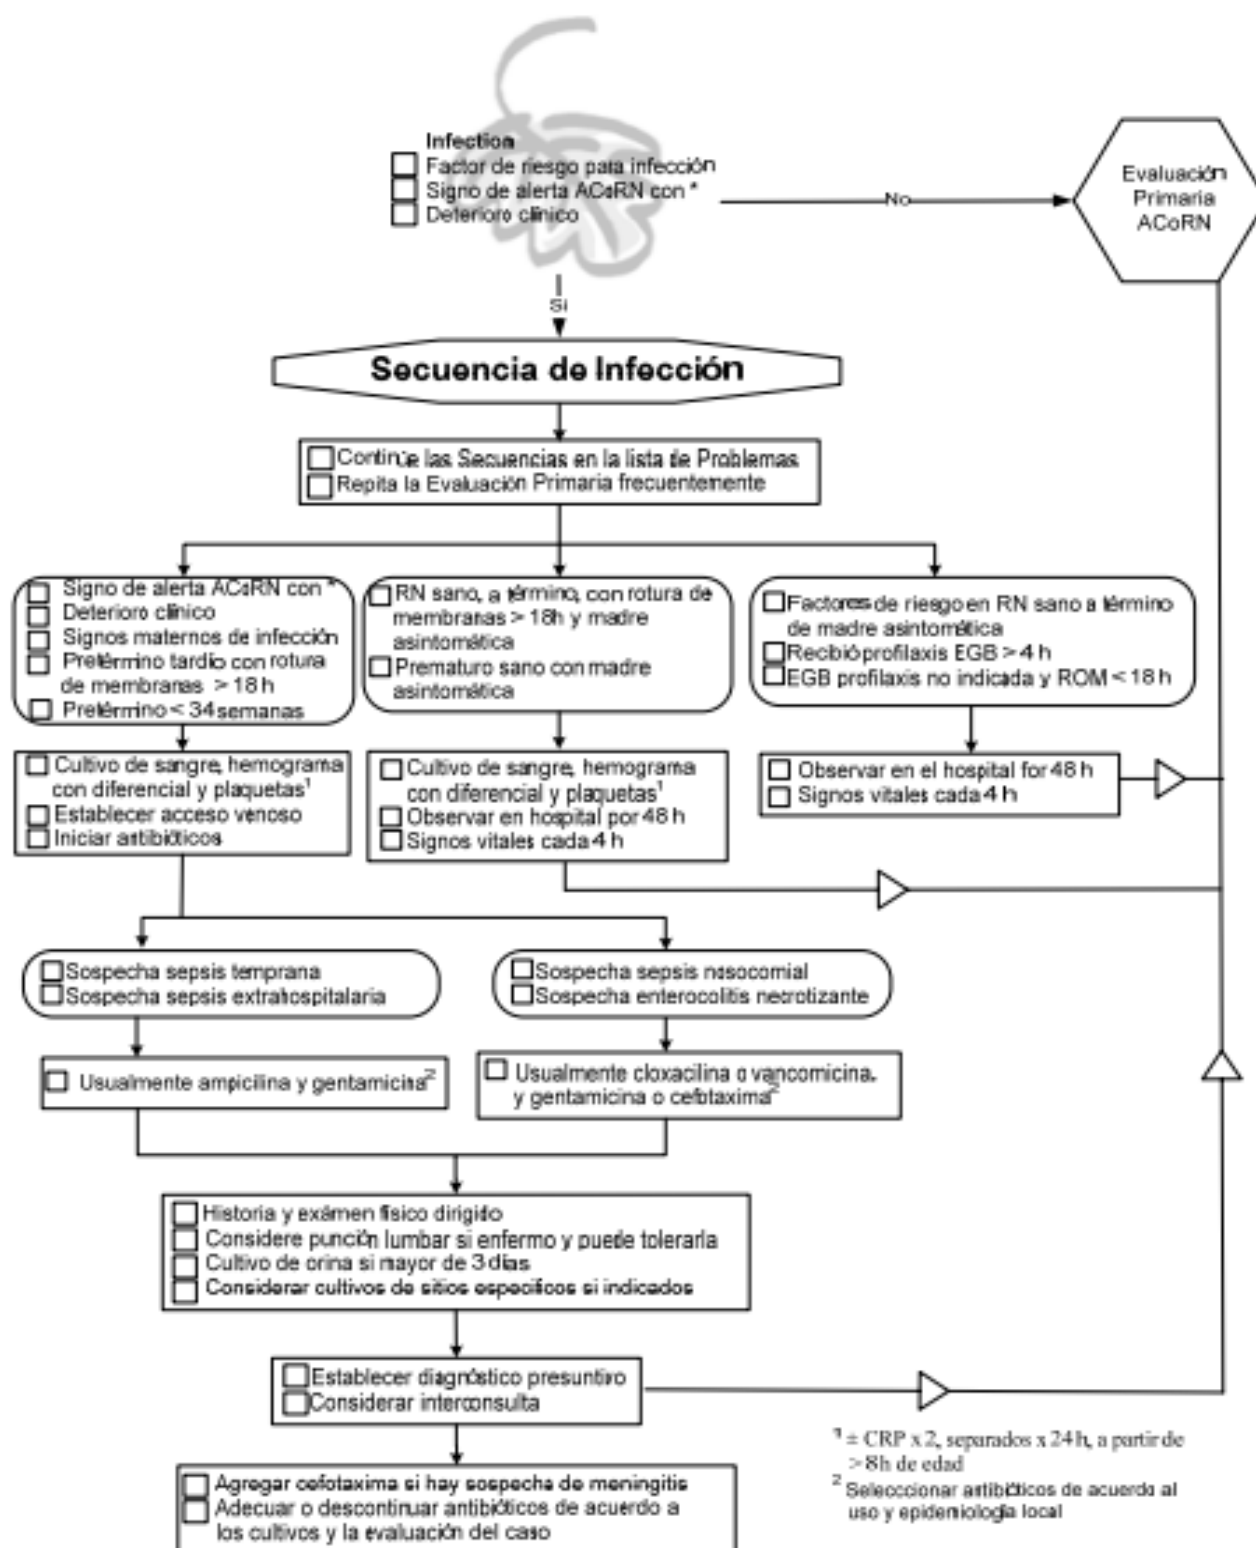 Infection
Factor de riesgo para infección
Signo de alerta ACoRN con *
Deterioro clínico
No
Evaluación
Primaria
ACoRN
Si
Secuencia de Infección
Continúe las Secuencias en la lista de Problemas
Repita la Evaluación Primaria frecuentemente
Signo de alerta ACoRN con *
Deterioro clínico
Signos maternos de infección
Pretérmino tardío con rotura
de membranas > 18 h
Pretérmino < 34 semanas
RN sano, a término, con rotura de
membranas > 18h y madre
asintomática
Prematuro sano con madre
asintomática
Factores de riesgo en RN sano a término
de madre asintomática
Recibió profilaxis EGB > 4 h
EGB profilaxis no indicada y ROM < 18 h
Cultivo de sangre, hemograma
con diferencial y plaquetas¹
Establecer acceso venoso
Iniciar antibióticos
Cultivo de sangre, hemograma
con diferencial y plaquetas¹
Observar en hospital por 48 h
Signos vitales cada 4 h
Observar en el hospital for 48 h
Signos vitales cada 4 h
Sospecha sepsis temprana
Sospecha sepsis extrahospitalaria
Sospecha sepsis nosocomial
Sospecha enterocolitis necrotizante
Usualmente ampicilina y gentamicina²
Usualmente cloxacilina o vancomicina,
y gentamicina o cefotaxima²
Historia y exámen físico dirigido
Considere punción lumbar si enfermo y puede tolerarla
Cultivo de orina si mayor de 3 días
Considerar cultivos de sitios especificos si indicados
Establecer diagnóstico presuntivo
Considerar interconsulta
Agregar cefotaxima si hay sospecha de meningitis
Adecuar o descontinuar antibióticos de acuerdo a
los cultivos y la evaluación del caso
¹ ± CRP x 2, separados x 24 h, a partir de
> 8h de edad
² Seleccionar antibióticos de acuerdo al
uso y epidemiología local